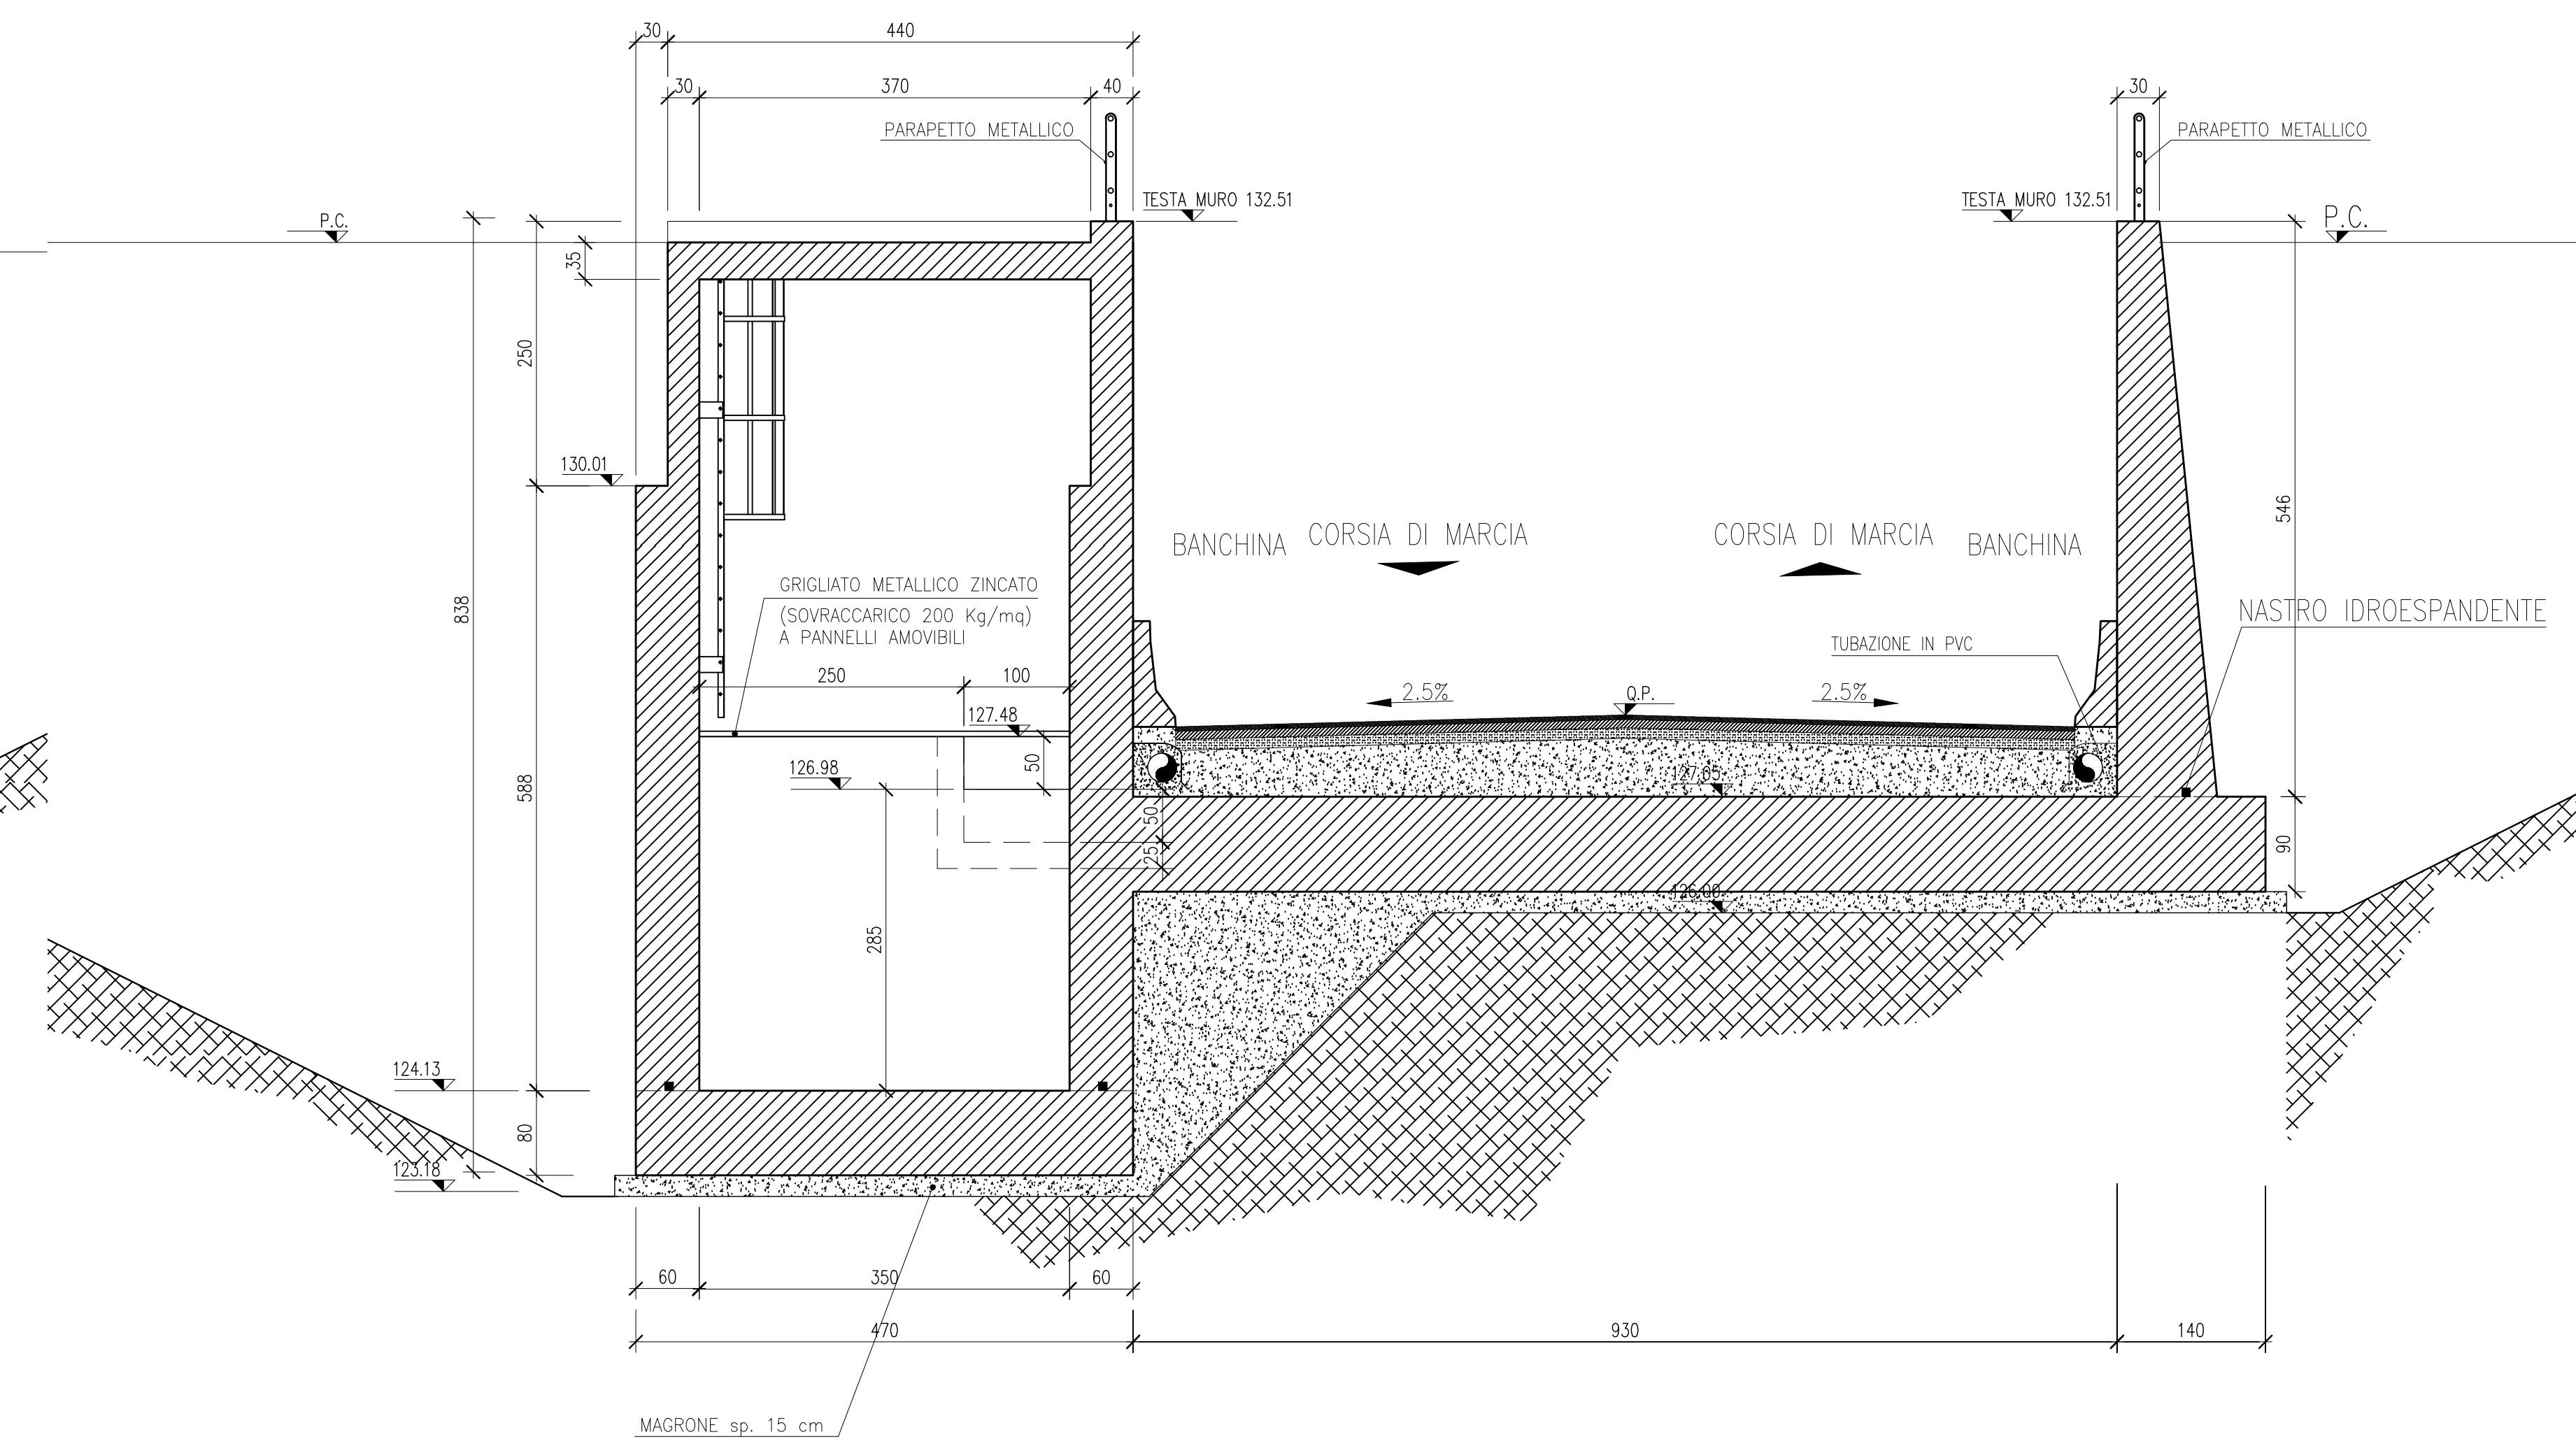 30 440
30 370 40 30
PARAPETTO METALLICO
PARAPETTO METALLICO
TESTA MURO 132.51
TESTA MURO 132.51
P.C.
P.C.
35
250
130.01
838
546
BANCHINA CORSIA DI MARCIA CORSIA DI MARCIA BANCHINA
GRIGLIATO METALLICO ZINCATO
(SOVRACCARICO 200 Kg/mq)
A PANNELLI AMOVIBILI
NASTRO IDROESPANDENTE
TUBAZIONE IN PVC
250 100
2.5% Q.P. 2.5%
127.48
50
126.98
127.05
588
50
25
90
126.00
285
124.13
80
123.18
60 350 60
470 930 140
MAGRONE sp. 15 cm